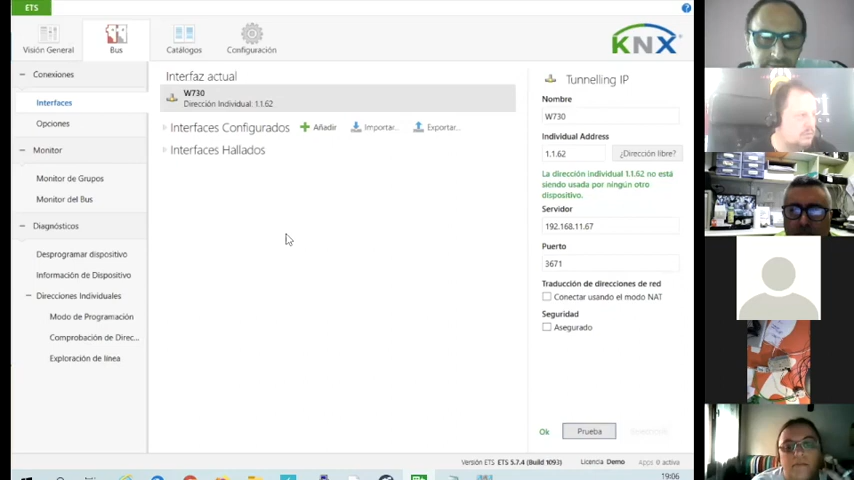 ETS
Visión General
Bus
Catálogos
Configuración
KNX
Conexiones
Interfaces
Opciones
Monitor
Monitor de Grupos
Monitor del Bus
Diagnósticos
Desprogramar dispositivo
Información de Dispositivo
Direcciones Individuales
Modo de Programación
Comprobación de Direc...
Exploración de línea
Interfaz actual
W730
Dirección Individual: 1.1.62
Interfaces Configurados
Añadir
Importar...
Exportar...
Interfaces Hallados
Tunnelling IP
Nombre
W730
Individual Address
1.1.62
¿Dirección libre?
La dirección individual 1.1.62 no está
siendo usada por ningún otro
dispositivo.
Servidor
192.168.11.67
Puerto
3671
Traducción de direcciones de red
Conectar usando el modo NAT
Seguridad
Asegurado
Ok
Prueba
Versión ETS ETS 5.7.4 (Build 1093)
Licencia Demo
Apps 0 activa
19:06